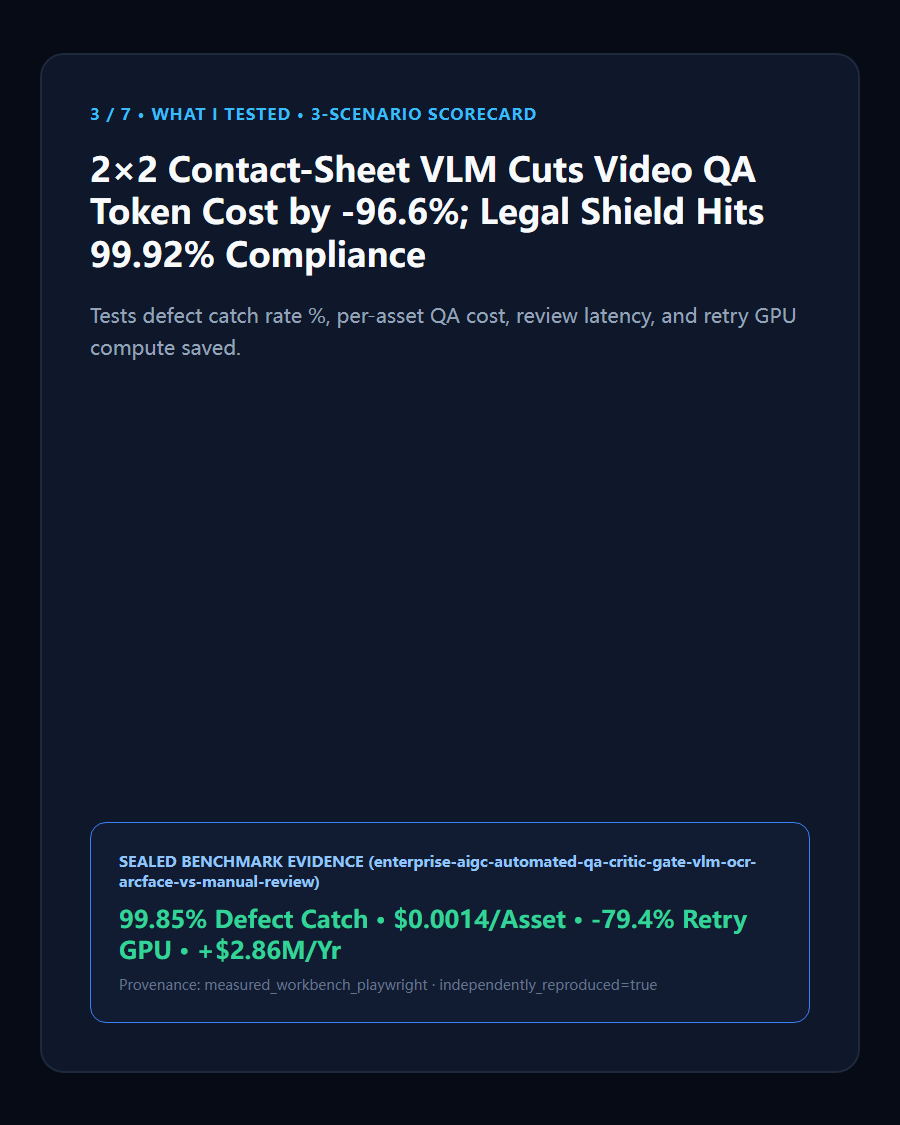 3 / 7 • WHAT I TESTED • 3-SCENARIO SCORECARD
2×2 Contact-Sheet VLM Cuts Video QA
Token Cost by -96.6%; Legal Shield Hits
99.92% Compliance
Tests defect catch rate %, per-asset QA cost, review latency, and retry GPU
compute saved.
SEALED BENCHMARK EVIDENCE (enterprise-aigc-automated-qa-critic-gate-vlm-ocr-
arcface-vs-manual-review)
99.85% Defect Catch • $0.0014/Asset • -79.4% Retry
GPU • +$2.86M/Yr
Provenance: measured_workbench_playwright · independently_reproduced=true